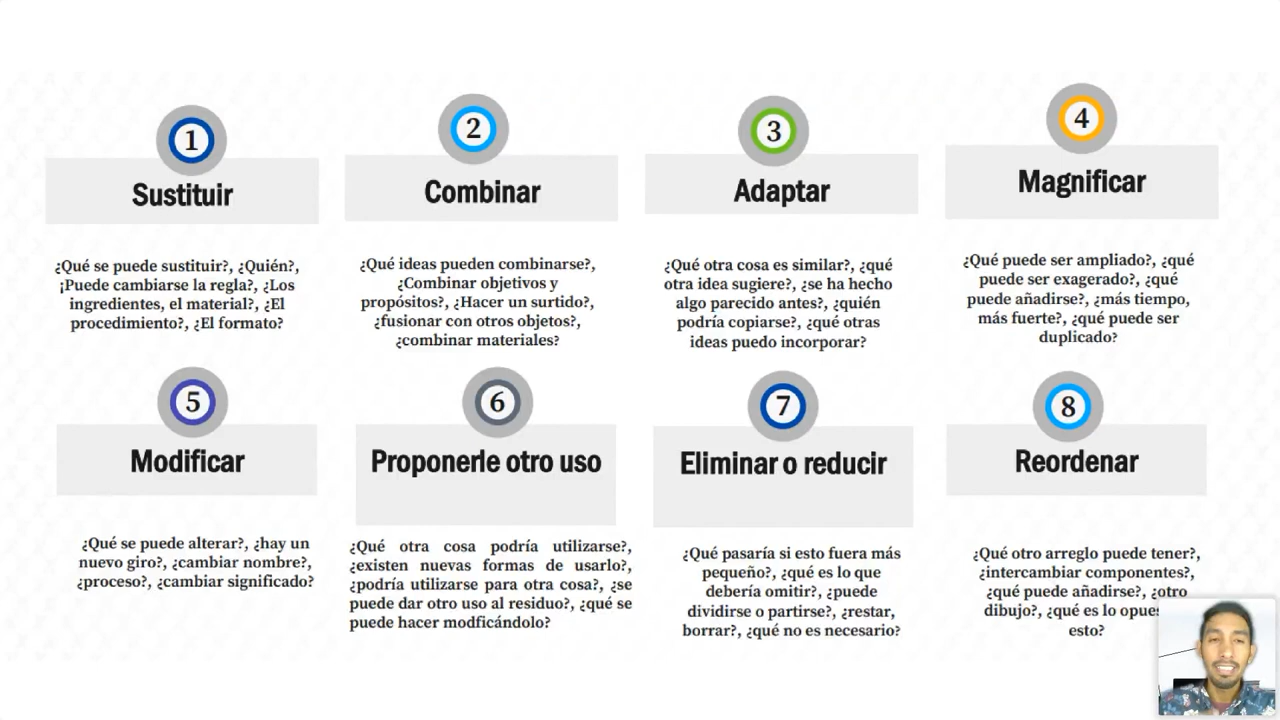 1
Sustituir
¿Qué se puede sustituir?, ¿Quién?,
¡Puede cambiarse la regla?, ¿Los
ingredientes, el material?, ¿El
procedimiento?, ¿El formato?
2
Combinar
¿Qué ideas pueden combinarse?,
¿Combinar objetivos y
propósitos?, ¿Hacer un surtido?,
¿fusionar con otros objetos?,
¿combinar materiales?
3
Adaptar
¿Qué otra cosa es similar?, ¿qué
otra idea sugiere?, ¿se ha hecho
algo parecido antes?, ¿quién
podría copiarse?, ¿qué otras
ideas puedo incorporar?
4
Magnificar
¿Qué puede ser ampliado?, ¿qué
puede ser exagerado?, ¿qué
puede añadirse?, ¿más tiempo,
más fuerte?, ¿qué puede ser
duplicado?
5
Modificar
¿Qué se puede alterar?, ¿hay un
nuevo giro?, ¿cambiar nombre?,
¿proceso?, ¿cambiar significado?
6
Proponerle otro uso
¿Qué otra cosa podría utilizarse?,
¿existen nuevas formas de usarlo?,
¿podría utilizarse para otra cosa?, ¿se
puede dar otro uso al residuo?, ¿qué se
puede hacer modficándolo?
7
Eliminar o reducir
¿Qué pasaría si esto fuera más
pequeño?, ¿qué es lo que
debería omitir?, ¿puede
dividirse o partirse?, ¿restar,
borrar?, ¿qué no es necesario?
8
Reordenar
¿Qué otro arreglo puede tener?,
¿intercambiar componentes?,
¿qué puede añadirse?, ¿otro
dibujo?, ¿qué es lo
esto?